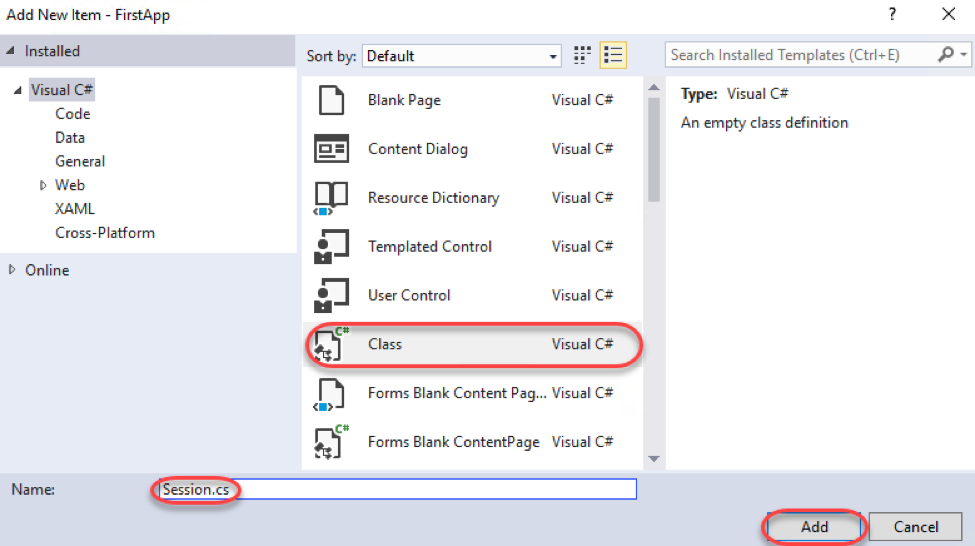 Add New Item - FirstApp
? ×
Installed
Sort by: Default
Search Installed Templates (Ctrl+E)
Visual C#
Code
Data
General
Web
XAML
Cross-Platform
Online
Blank Page Visual C#
Content Dialog Visual C#
Resource Dictionary Visual C#
Templated Control Visual C#
User Control Visual C#
C# Class Visual C#
Forms Blank Content Pag... Visual C#
C# Forms Blank ContentPage Visual C#
Type: Visual C#
An empty class definition
Name: Session.cs
Add Cancel